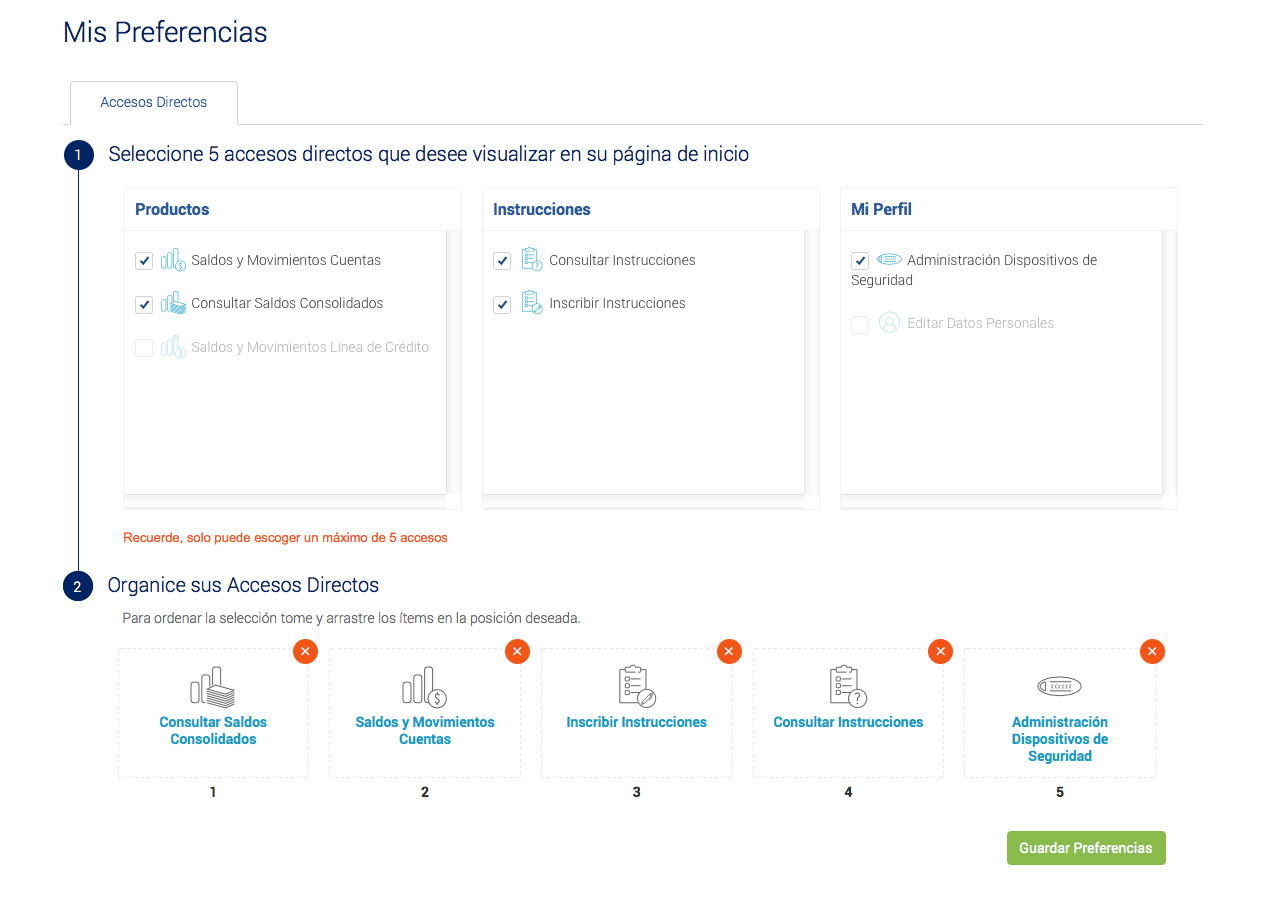 Mis Preferencias
Accesos Directos
1 Seleccione 5 accesos directos que desee visualizar en su página de inicio
Productos
Saldos y Movimientos Cuentas
Consultar Saldos Consolidados
Saldos y Movimientos Línea de Crédito
Instrucciones
Consultar Instrucciones
Inscribir Instrucciones
Mi Perfil
Administración Dispositivos de
Seguridad
Editar Datos Personales
Recuerde, solo puede escoger un máximo de 5 accesos
2 Organice sus Accesos Directos
Para ordenar la selección tome y arrastre los ítems en la posición deseada.
Consultar Saldos
Consolidados
1
$
Saldos y Movimientos
Cuentas
2
Inscribir Instrucciones
3
?
Consultar Instrucciones
4
XXXXXX
Administración
Dispositivos de
Seguridad
5
Guardar Preferencias